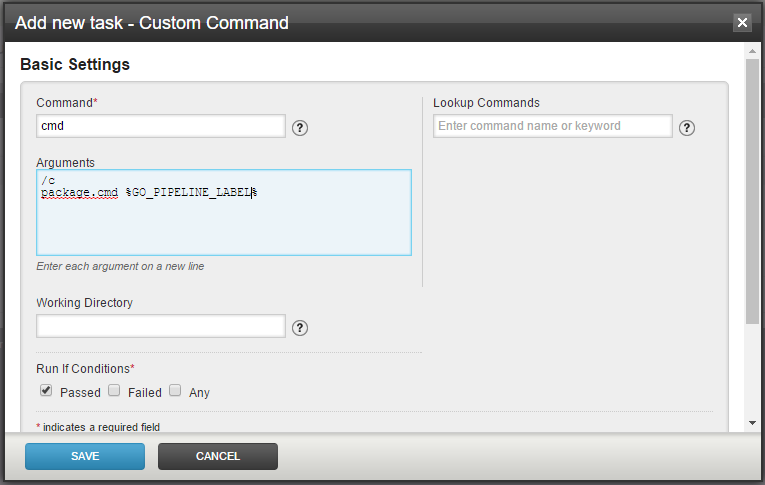 Add new task - Custom Command
Basic Settings
Command*
Lookup Commands
cmd
Enter command name or keyword
Arguments
/c
package.cmd %GO_PIPELINE_LABEL%
Enter each argument on a new line
Working Directory
Run If Conditions*
Passed Failed Any
* indicates a required field
SAVE CANCEL